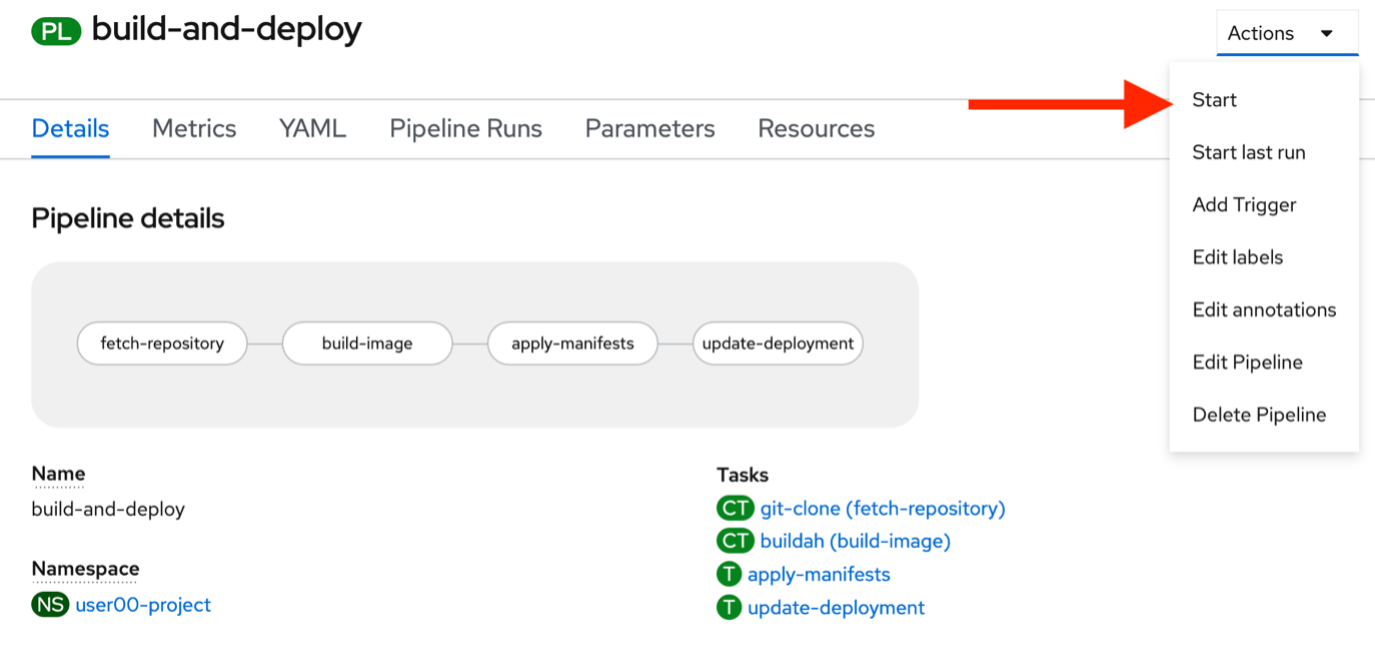 PL build-and-deploy
Actions
Start
Start last run
Add Trigger
Edit labels
Edit annotations
Edit Pipeline
Delete Pipeline
Details Metrics YAML Pipeline Runs Parameters Resources
Pipeline details
fetch-repository build-image apply-manifests update-deployment
Name
build-and-deploy
Namespace
NS user00-project
Tasks
CT git-clone (fetch-repository)
CT buildah (build-image)
T apply-manifests
T update-deployment